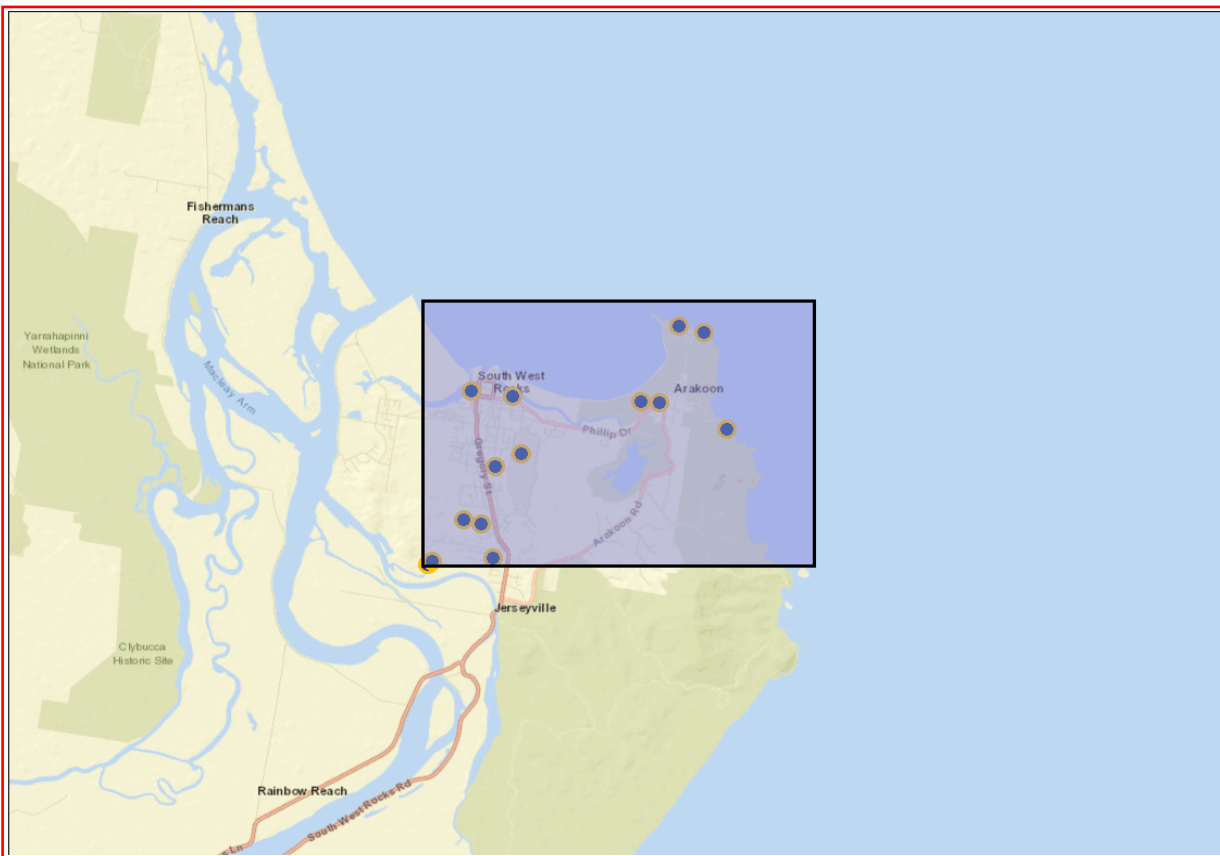 Fishermans
Reach
Yarrahapinni
Wetlands
National Park
Macleay Arm
South West
Rocks
Arakoon
Phillip Dr
Gregory St
Arakoon Rd
Jerseyville
Clybucca
Historic Site
Rainbow Reach
South West Rocks Rd
s Ln